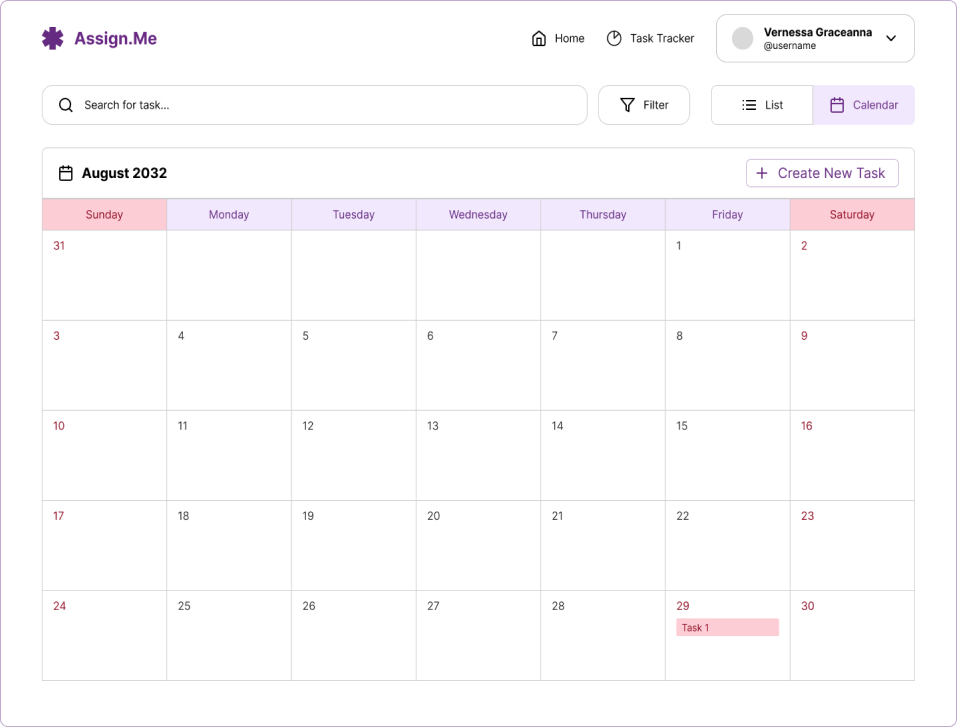 Assign.Me
Home
Task Tracker
Vernessa Graceanna
@username
Search for task...
Filter
List
Calendar
August 2032
Create New Task
Sunday Monday Tuesday Wednesday Thursday Friday Saturday
31 1 2
3 4 5 6 7 8 9
10 11 12 13 14 15 16
17 18 19 20 21 22 23
24 25 26 27 28 29 30
Task 1